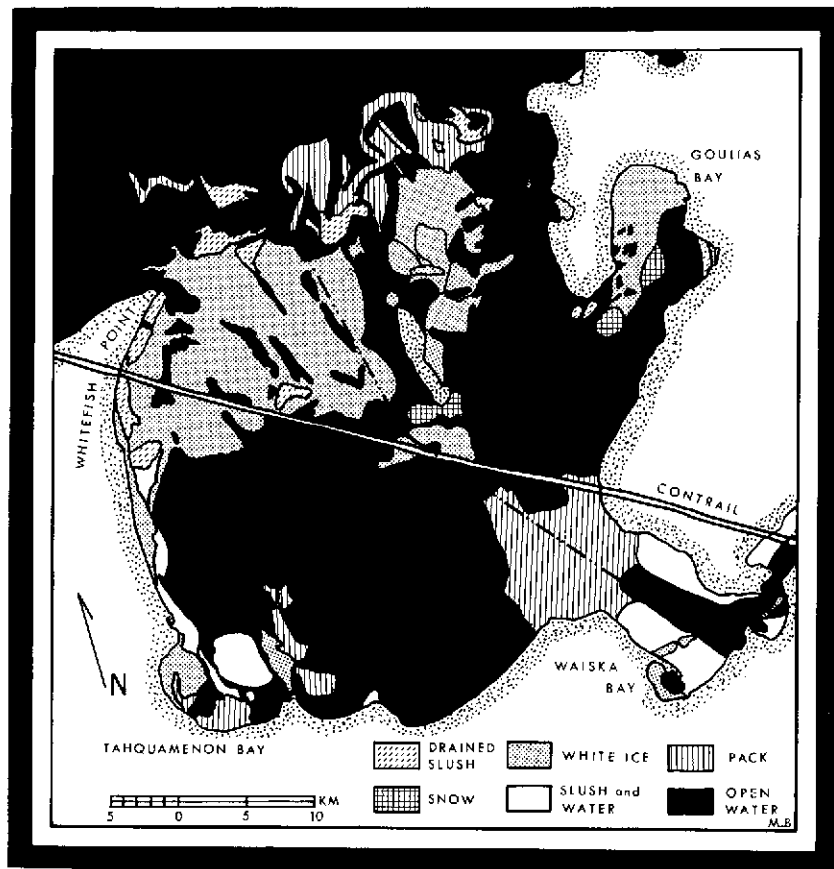 GOULIAS
BAY
WHITEFISH POINT
CONTRAIL
N
WAISKA
BAY
TAHQUAMENON BAY
DRAINED
SLUSH
WHITE ICE
PACK
SNOW
SLUSH and
WATER
OPEN
WATER
5 0 10 KM
M.B